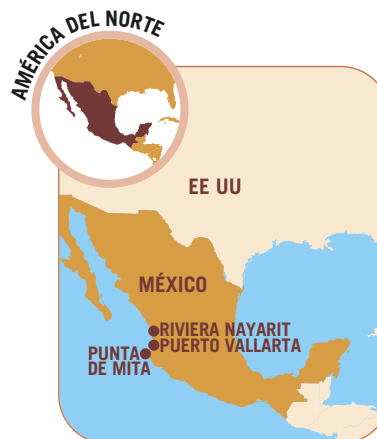 AMÉRICA DEL NORTE
EE UU
MÉXICO
RIVIERA NAYARIT
PUERTO VALLARTA
PUNTA
DE MITA